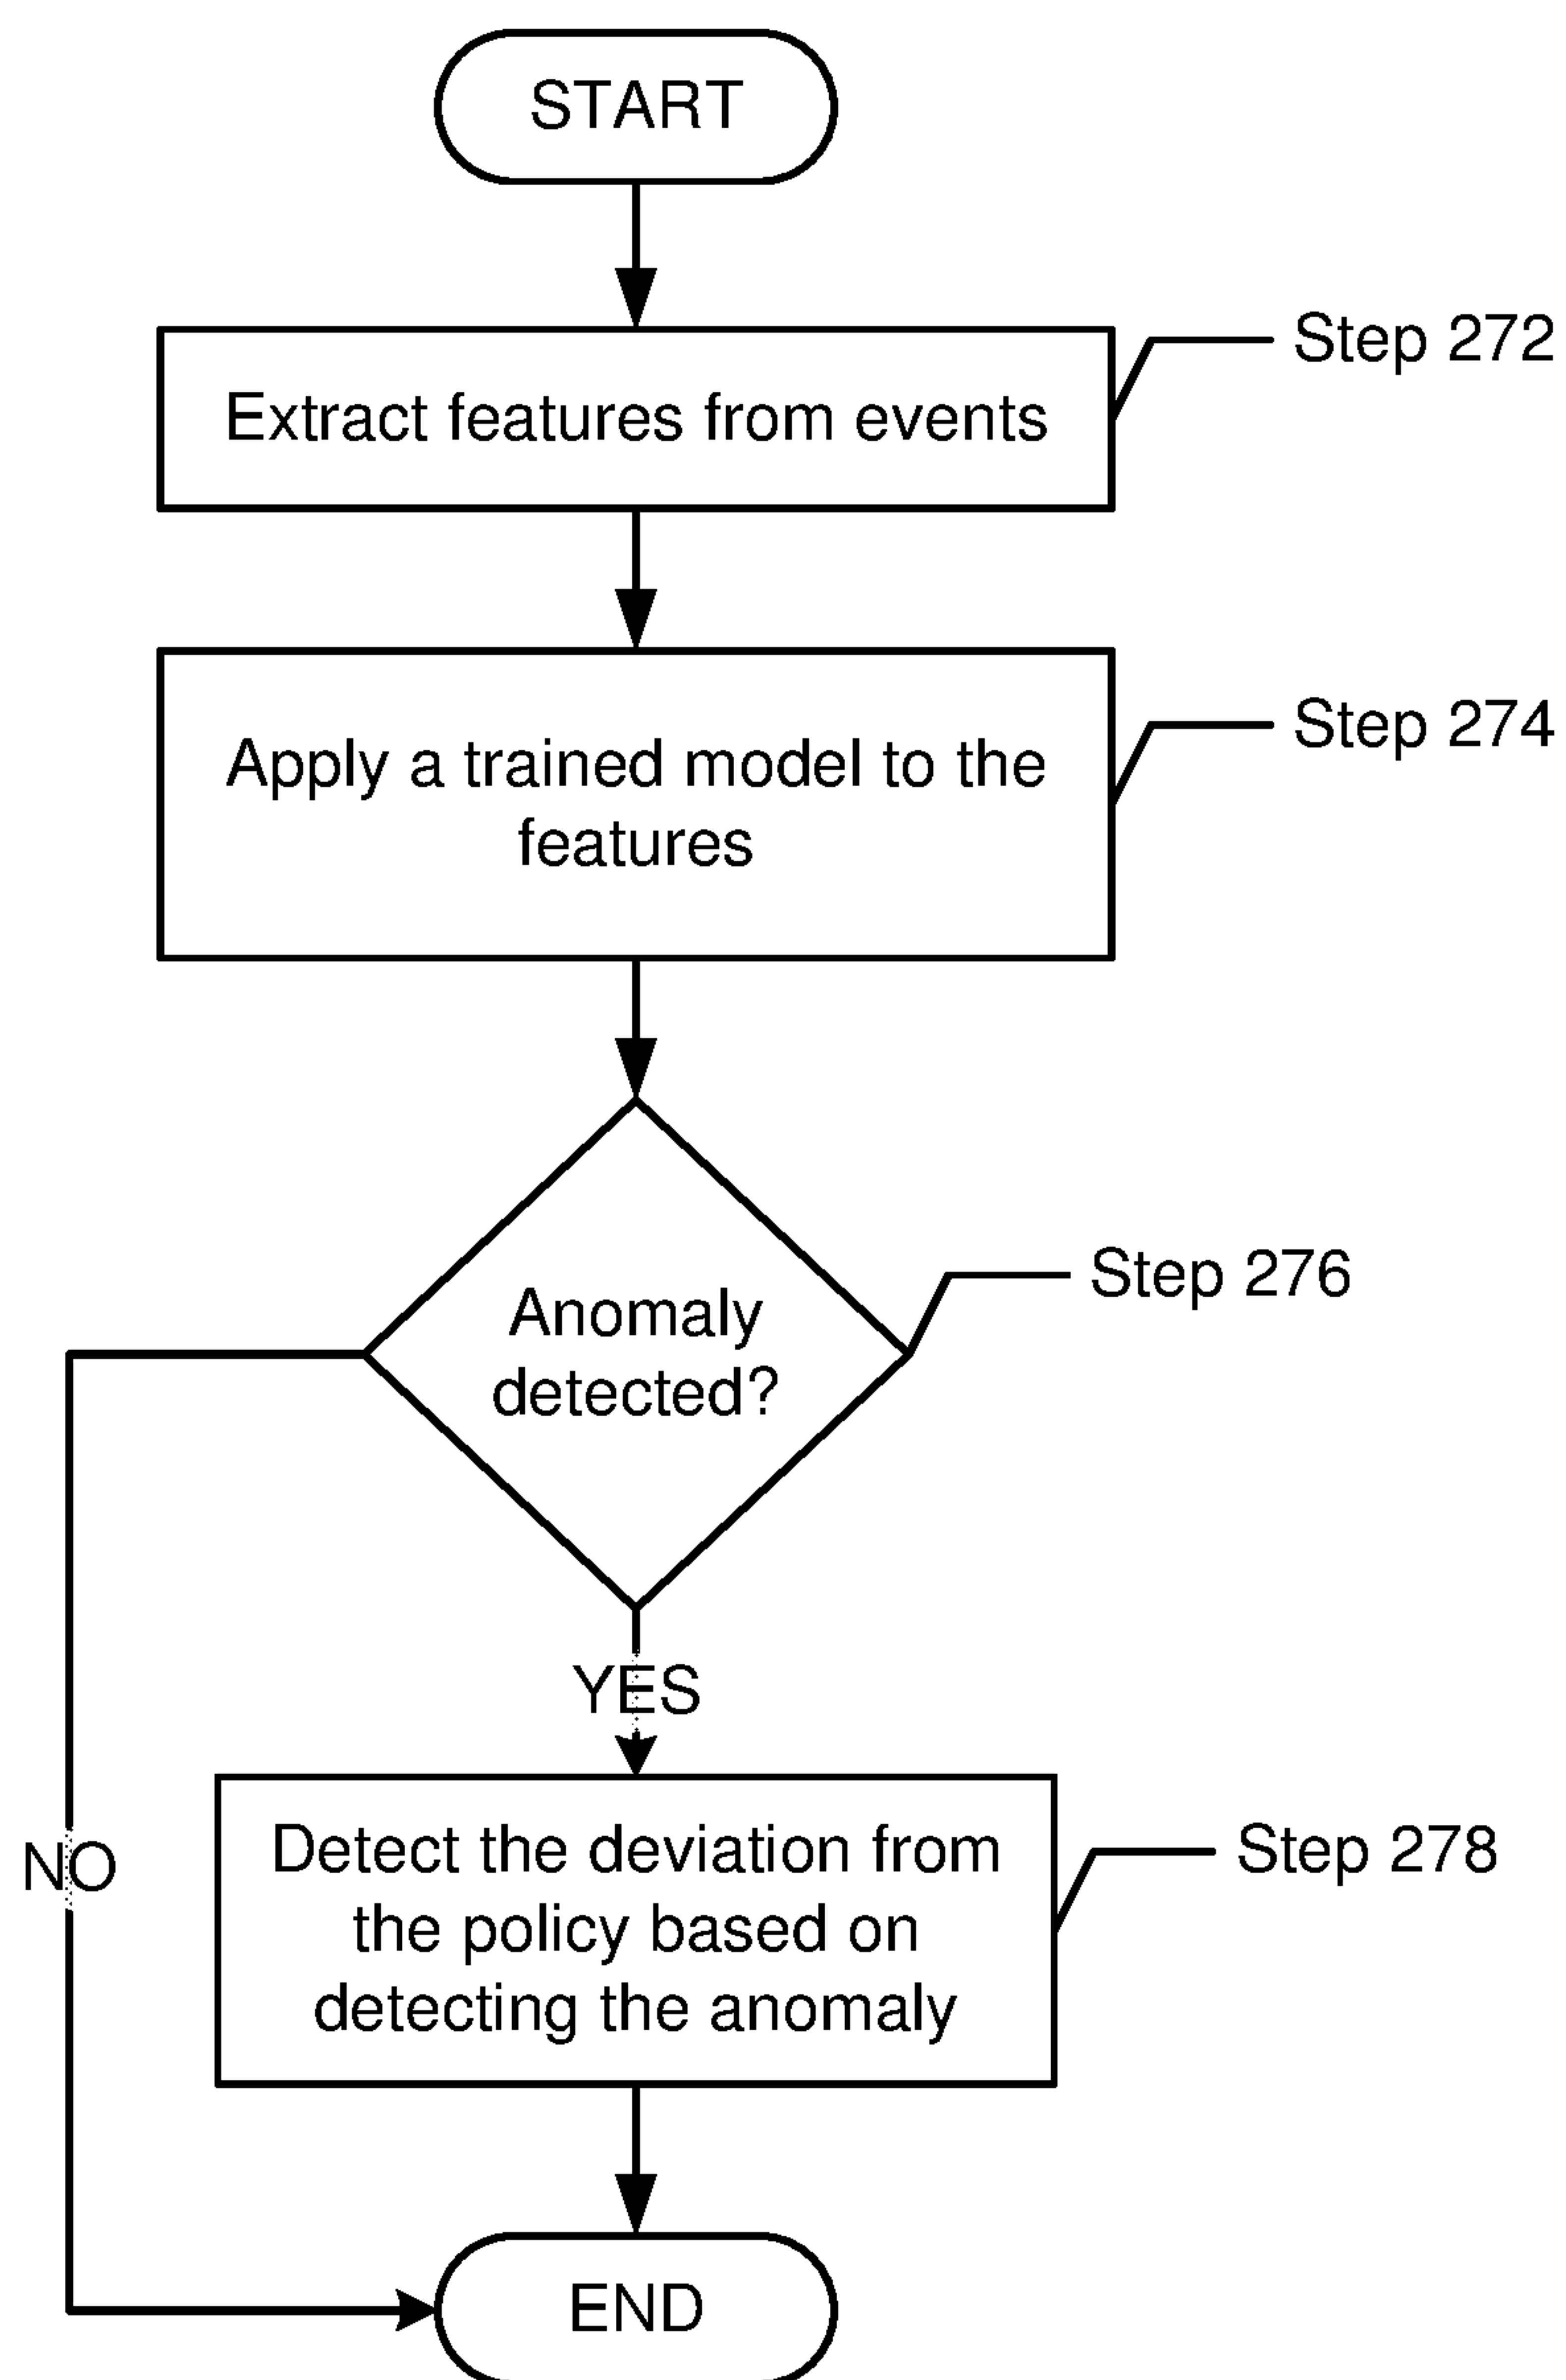 START
Extract features from events
Step 272
Apply a trained model to the
features
Step 274
Anomaly
detected?
Step 276
YES
NO
Detect the deviation from
the policy based on
detecting the anomaly
Step 278
END